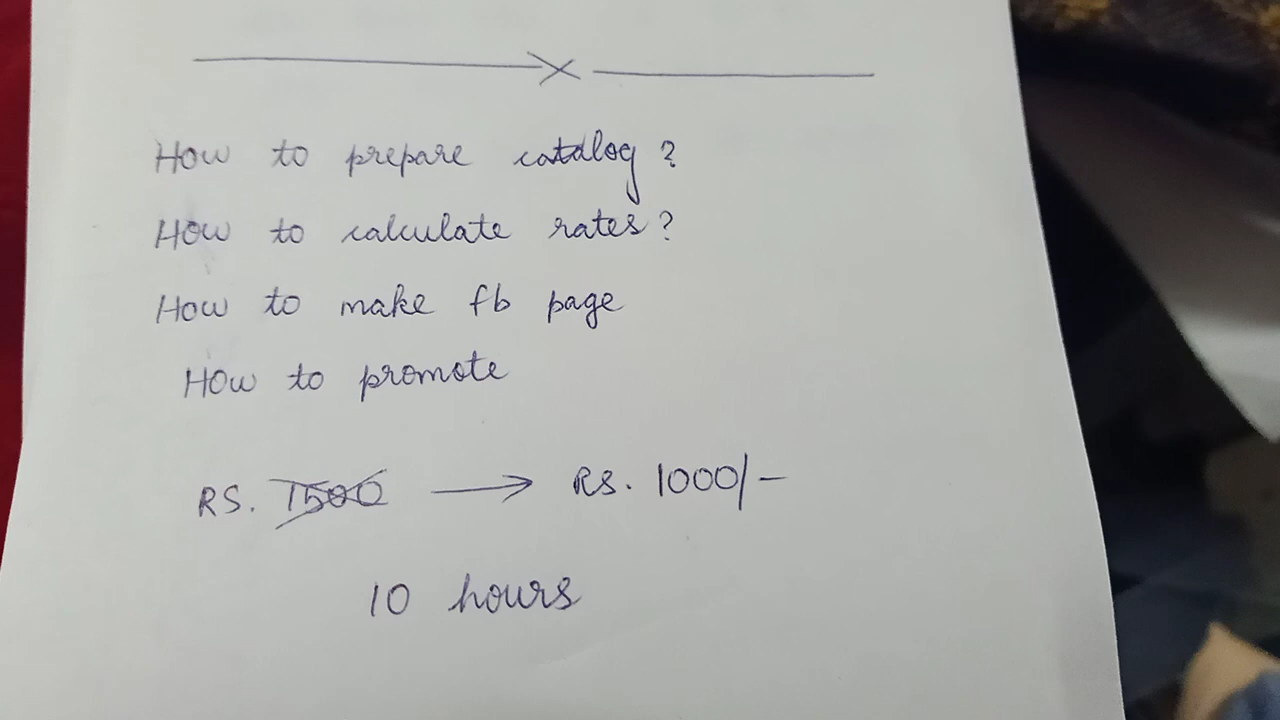 How to prepare catalog ?
How to calculate rates ?
How to make fb page
How to promote
RS. 1500 → RS. 1000/-
10 hours